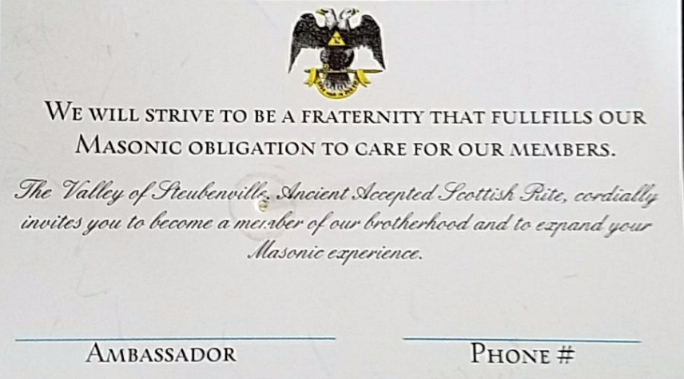 WE WILL STRIVE TO BE A FRATERNITY THAT FULLFILLS OUR
MASONIC OBLIGATION TO CARE FOR OUR MEMBERS.
The Valley of Steubenville, Ancient Accepted Scottish Rite, cordially
invites you to become a member of our brotherhood and to expand your
Masonic experience.
AMBASSADOR
PHONE #